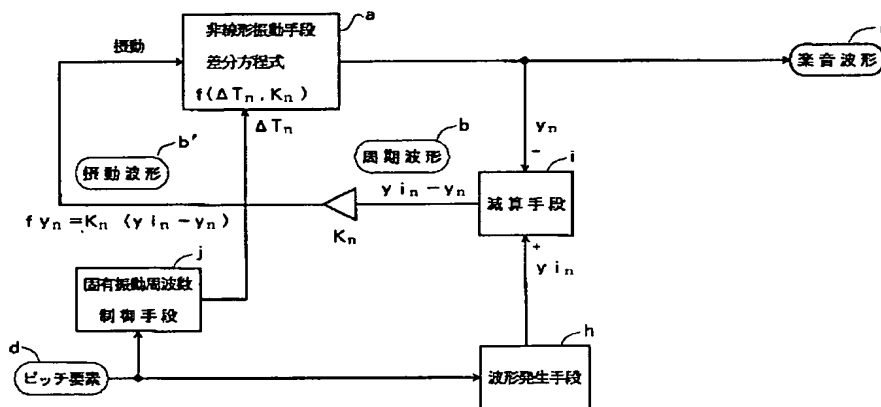 a
非線形振動手段
差分方程式
f(ΔTn, Kn)
摂動
楽音波形
ΔTn
yn
−
b′
摂動波形
b
周期波形
yin−yn
i
減算手段
fyn=Kn (yin−yn)
Kn
+
yin
j
固有振動周波数
制御手段
d
ピッチ要素
h
波形発生手段